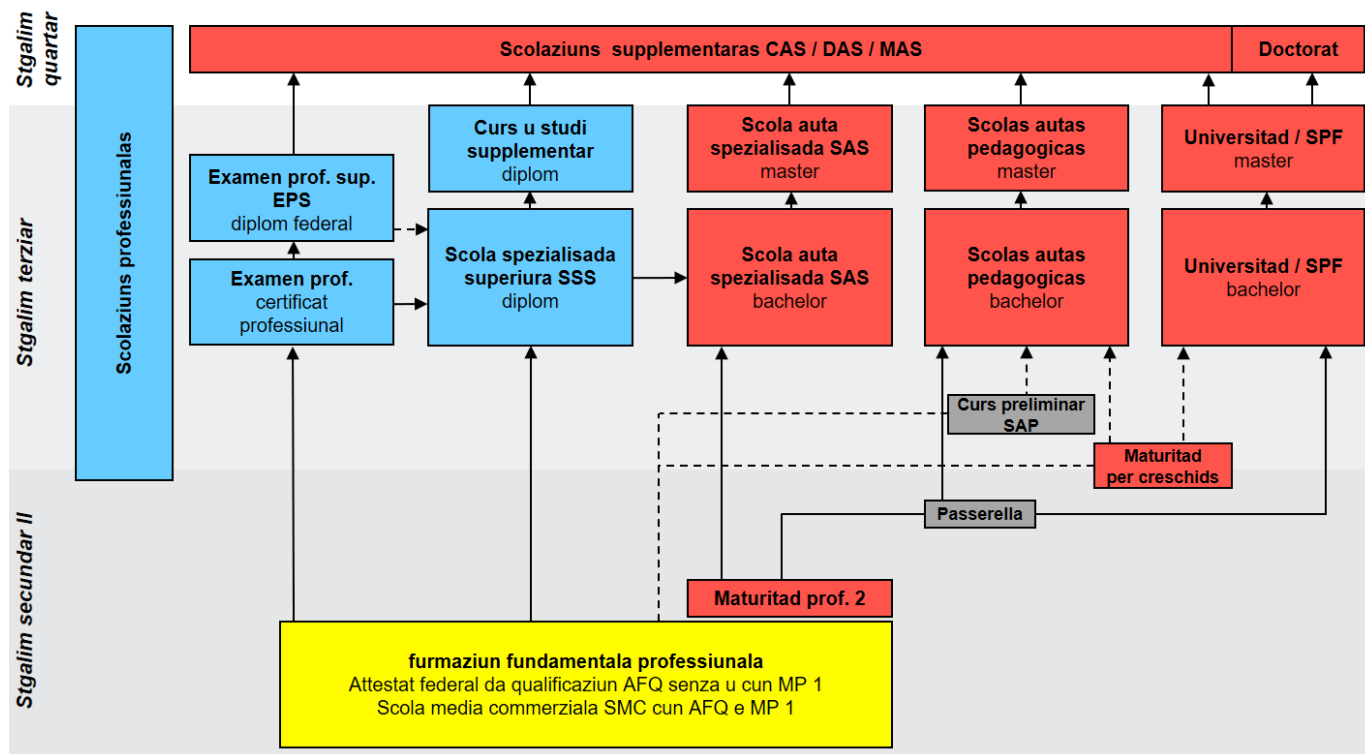 Stgalim
quartar
Scolaziuns supplementaras CAS / DAS / MAS
Doctorat
Stgalim terziar
Scolaziuns professiunalas
Curs u studi
supplementar
diplom
Scola auta
spezialisada SAS
master
Scolas autas
pedagogicas
master
Universitad / SPF
master
Examen prof. sup.
EPS
diplom federal
Scola spezialisada
superiura SSS
diplom
Scola auta
spezialisada SAS
bachelor
Scolas autas
pedagogicas
bachelor
Universitad / SPF
bachelor
Examen prof.
certificat
professiunal
Curs preliminar
SAP
Maturitad
per creschids
Stgalim secundar II
Passerella
Maturitad prof. 2
furmaziun fundamentala professiunala
Attestat federal da qualificaziun AFQ senza u cun MP 1
Scola media commerziala SMC cun AFQ e MP 1